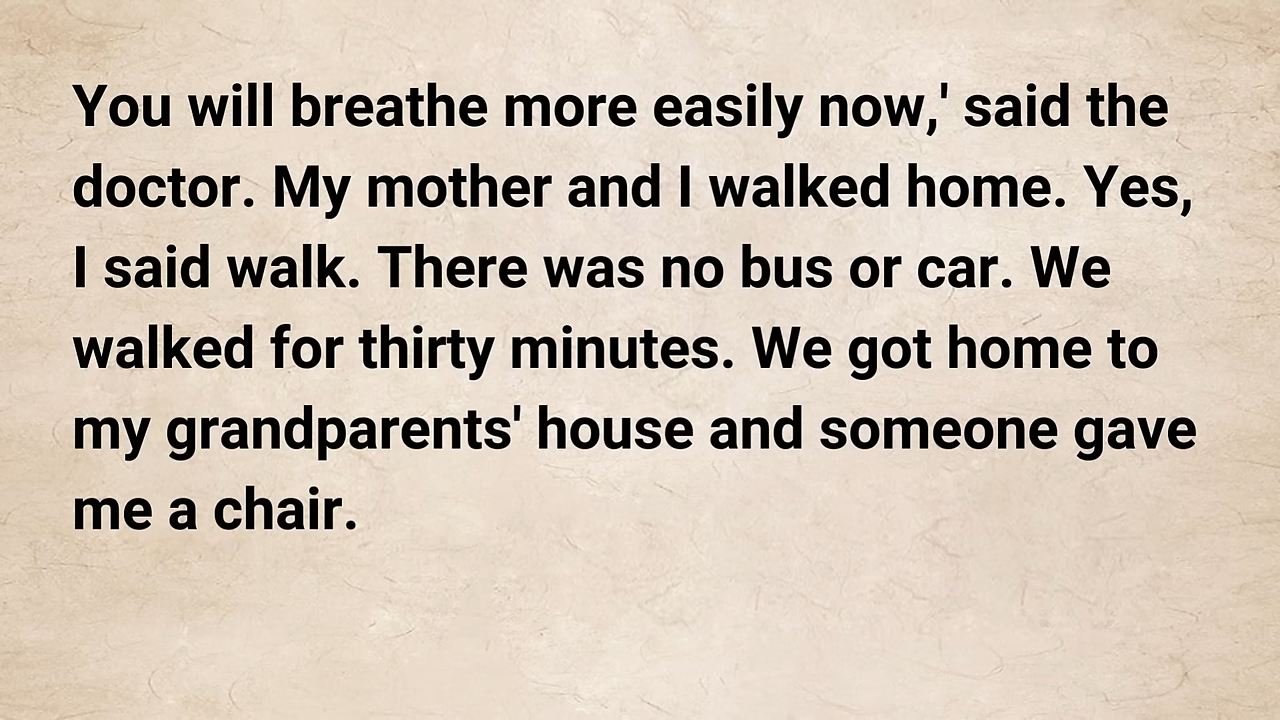 You will breathe more easily now,' said the
doctor. My mother and I walked home. Yes,
I said walk. There was no bus or car. We
walked for thirty minutes. We got home to
my grandparents' house and someone gave
me a chair.